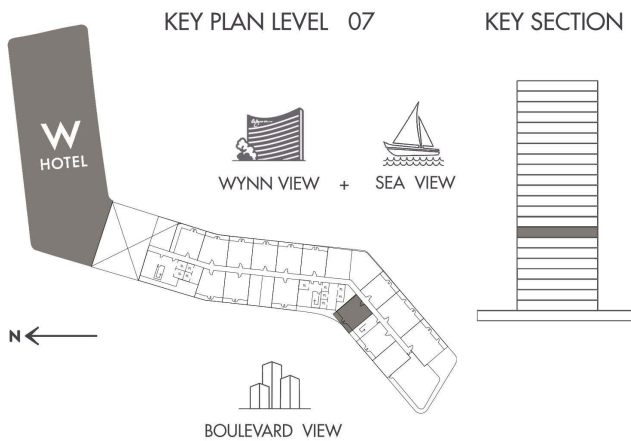 KEY PLAN LEVEL 07
KEY SECTION
W
HOTEL
WYNN VIEW + SEA VIEW
N
BOULEVARD VIEW